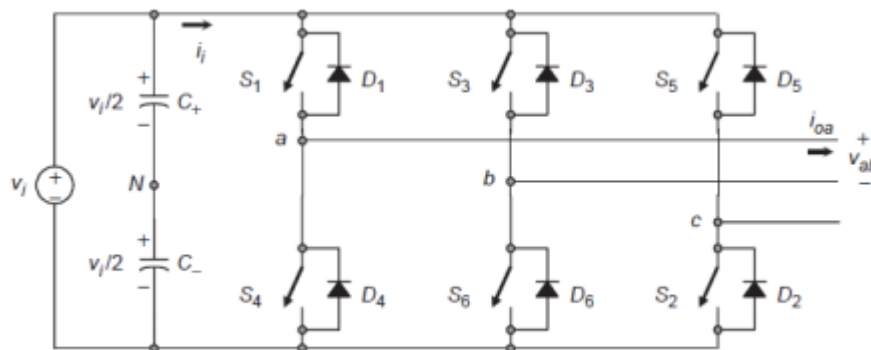 i_i
+
v_i/2 C_+
−
S_1 D_1 S_3 D_3 S_5 D_5
a
i_oa
+
v_ab
−
b
v_i + −
N
c
+
v_i/2 C_−
−
S_4 D_4 S_6 D_6 S_2 D_2